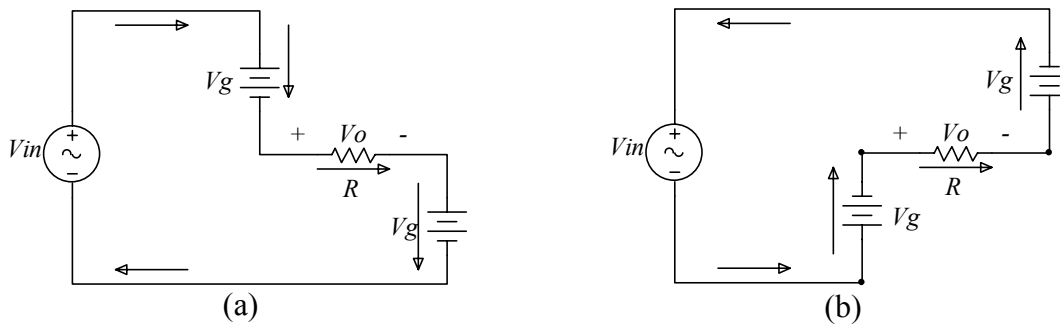 Vg
+ Vo -
Vin + -
R
Vg
(a)
Vg
+ Vo -
Vin + -
R
Vg
(b)